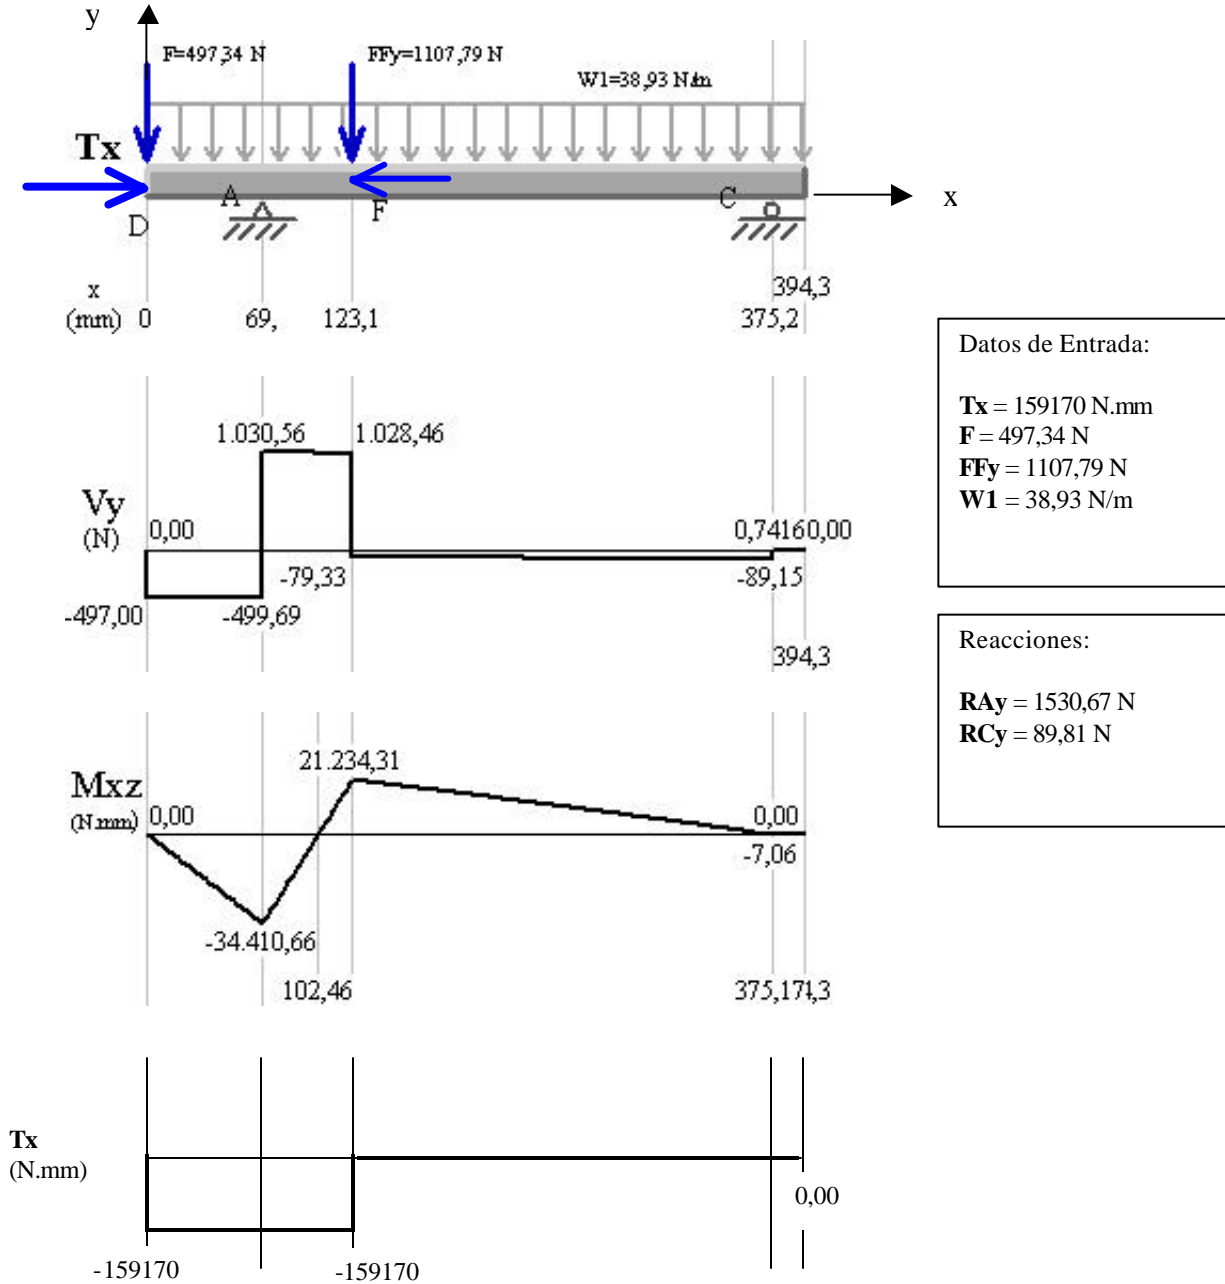 y
F=497,34 N
FFy=1107,79 N
W1=38,93 N/m
Tx
A
C
x
D
F
x
394,3
(mm) 0 69, 123,1 375,2
Datos de Entrada:
Tx = 159170 N.mm
F = 497,34 N
FFy = 1107,79 N
W1 = 38,93 N/m
1.030,56 1.028,46
Vy
(N)
0,00
0,74160,00
-79,33
-89,15
-497,00
-499,69
394,3
Reacciones:
RAy = 1530,67 N
RCy = 89,81 N
21.234,31
Mxz
(N.mm)
0,00
0,00
-7,06
-34.410,66
102,46
375,174,3
Tx
(N.mm)
0,00
-159170
-159170